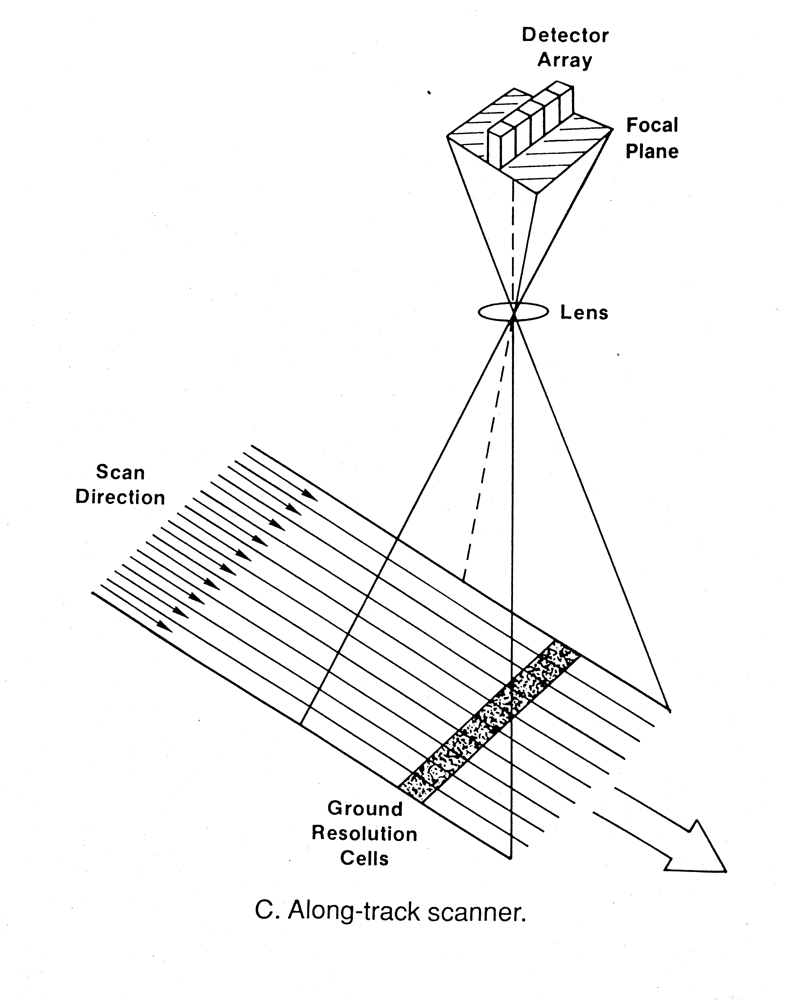 Detector
Array
Focal
Plane
Lens
Scan
Direction
Ground
Resolution
Cells
C. Along-track scanner.